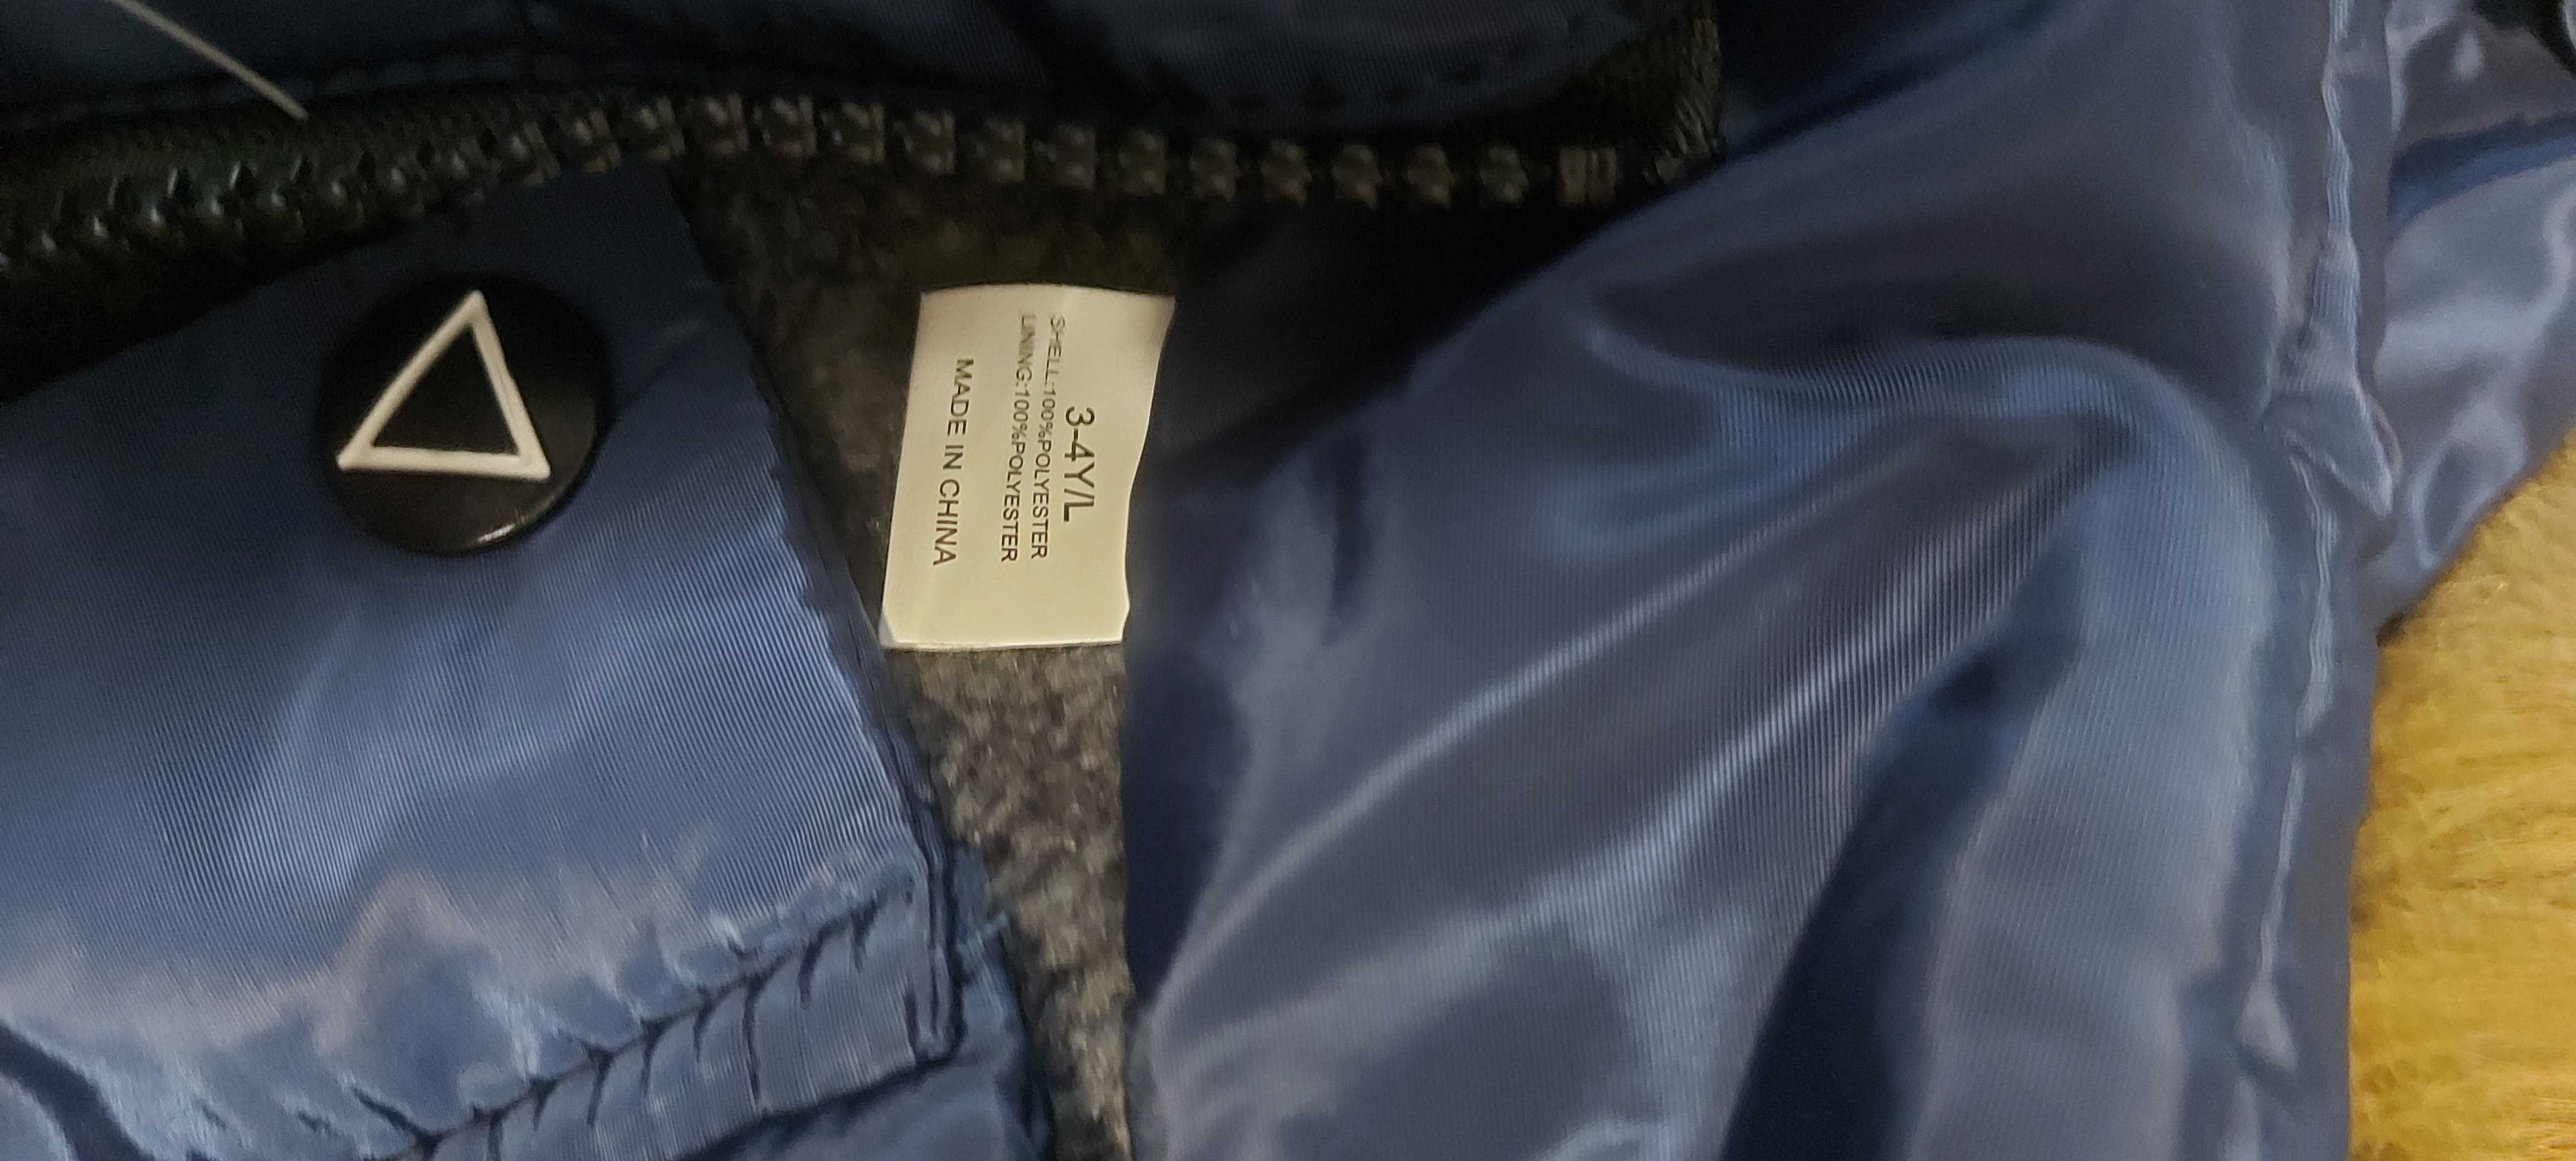 3-4Y/L
SHELL:100%POLYESTER
LINING:100%POLYESTER
MADE IN CHINA